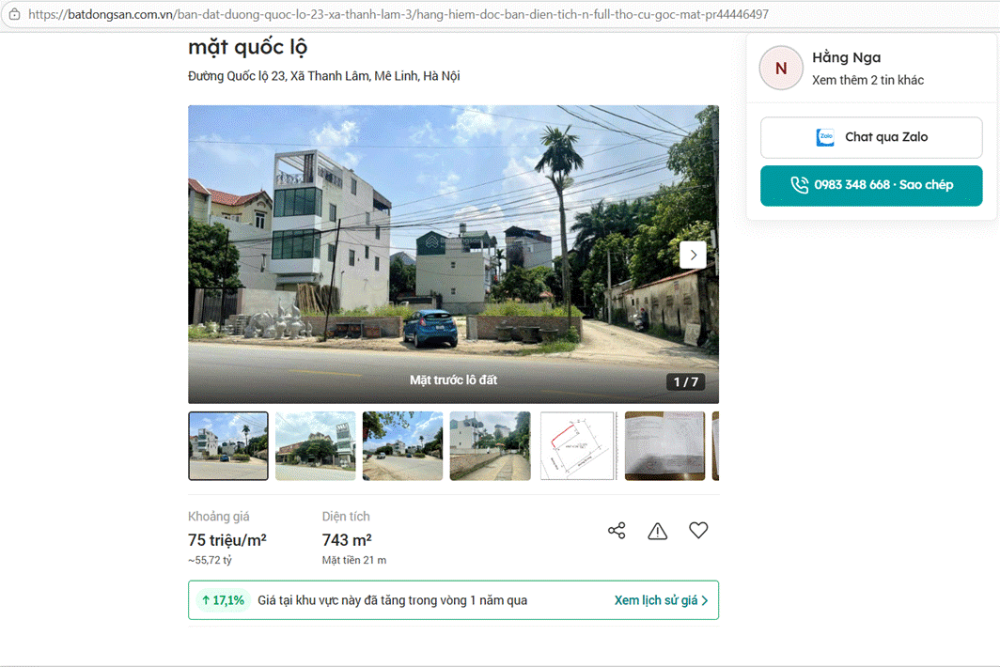 https://batdongsan.com.vn/ban-dat-duong-quoc-lo-23-xa-thanh-lam-3/hang-hiem-doc-ban-dien-tich-n-full-tho-cu-goc-mat-pr44446497
mặt quốc lộ
Đường Quốc lộ 23, Xã Thanh Lâm, Mê Linh, Hà Nội
N
Hằng Nga
Xem thêm 2 tin khác
Zalo
Chat qua Zalo
0983 348 668 · Sao chép
Batdongsan
Mặt trước lô đất
1 / 7
Khoảng giá
75 triệu/m²
~55,72 tỷ
Diện tích
743 m²
Mặt tiền 21 m
17,1%
Giá tại khu vực này đã tăng trong vòng 1 năm qua
Xem lịch sử giá